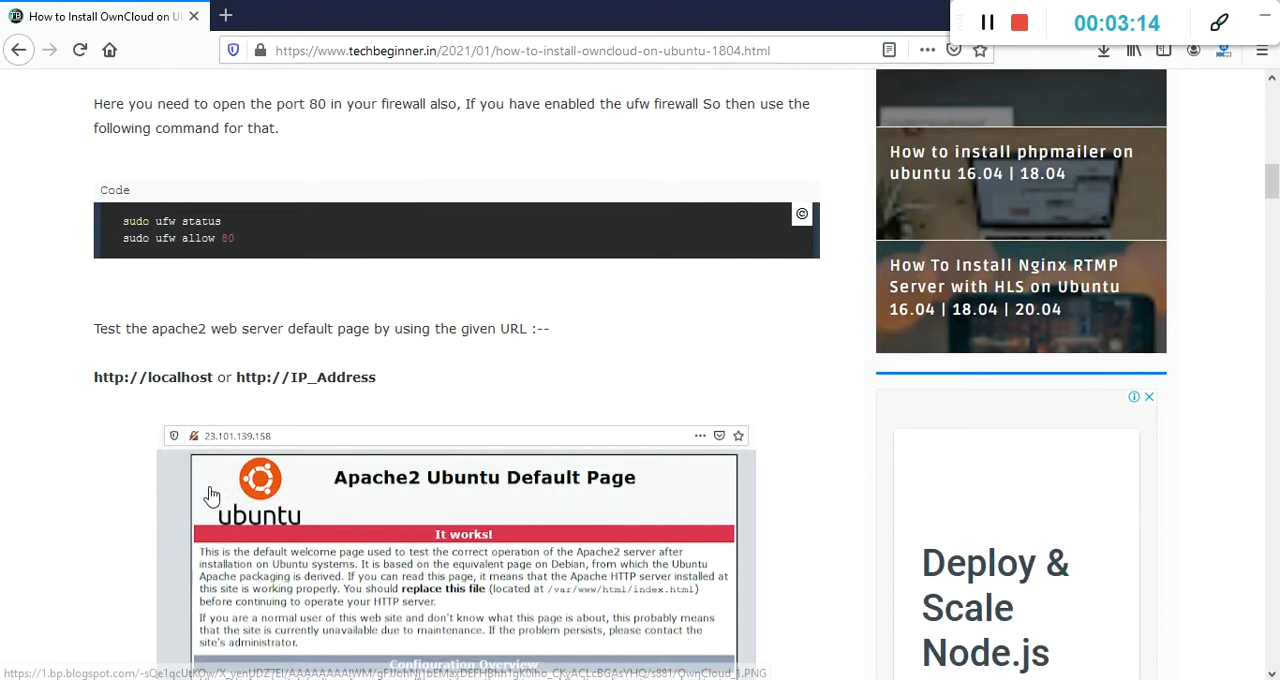 How to Install OwnCloud on U
00:03:14
https://www.techbeginner.in/2021/01/how-to-install-owncloud-on-ubuntu-1804.html
Here you need to open the port 80 in your firewall also, If you have enabled the ufw firewall So then use the
following command for that.
Code
sudo ufw status
sudo ufw allow 80
Test the apache2 web server default page by using the given URL :--
http://localhost or http://IP_Address
23.101.139.158
Apache2 Ubuntu Default Page
ubuntu
It works!
This is the default welcome page used to test the correct operation of the Apache2 server after
installation on Ubuntu systems. It is based on the equivalent page on Debian, from which the Ubuntu
Apache packaging is derived. If you can read this page, it means that the Apache HTTP server installed at
this site is working properly. You should replace this file (located at /var/www/html/index.html)
before continuing to operate your HTTP server.
If you are a normal user of this web site and don't know what this page is about, this probably means
that the site is currently unavailable due to maintenance. If the problem persists, please contact the
site's administrator.
Configuration Overview
How to install phpmailer on
ubuntu 16.04 | 18.04
How To Install Nginx RTMP
Server with HLS on Ubuntu
16.04 | 18.04 | 20.04
Deploy &
Scale
Node.js